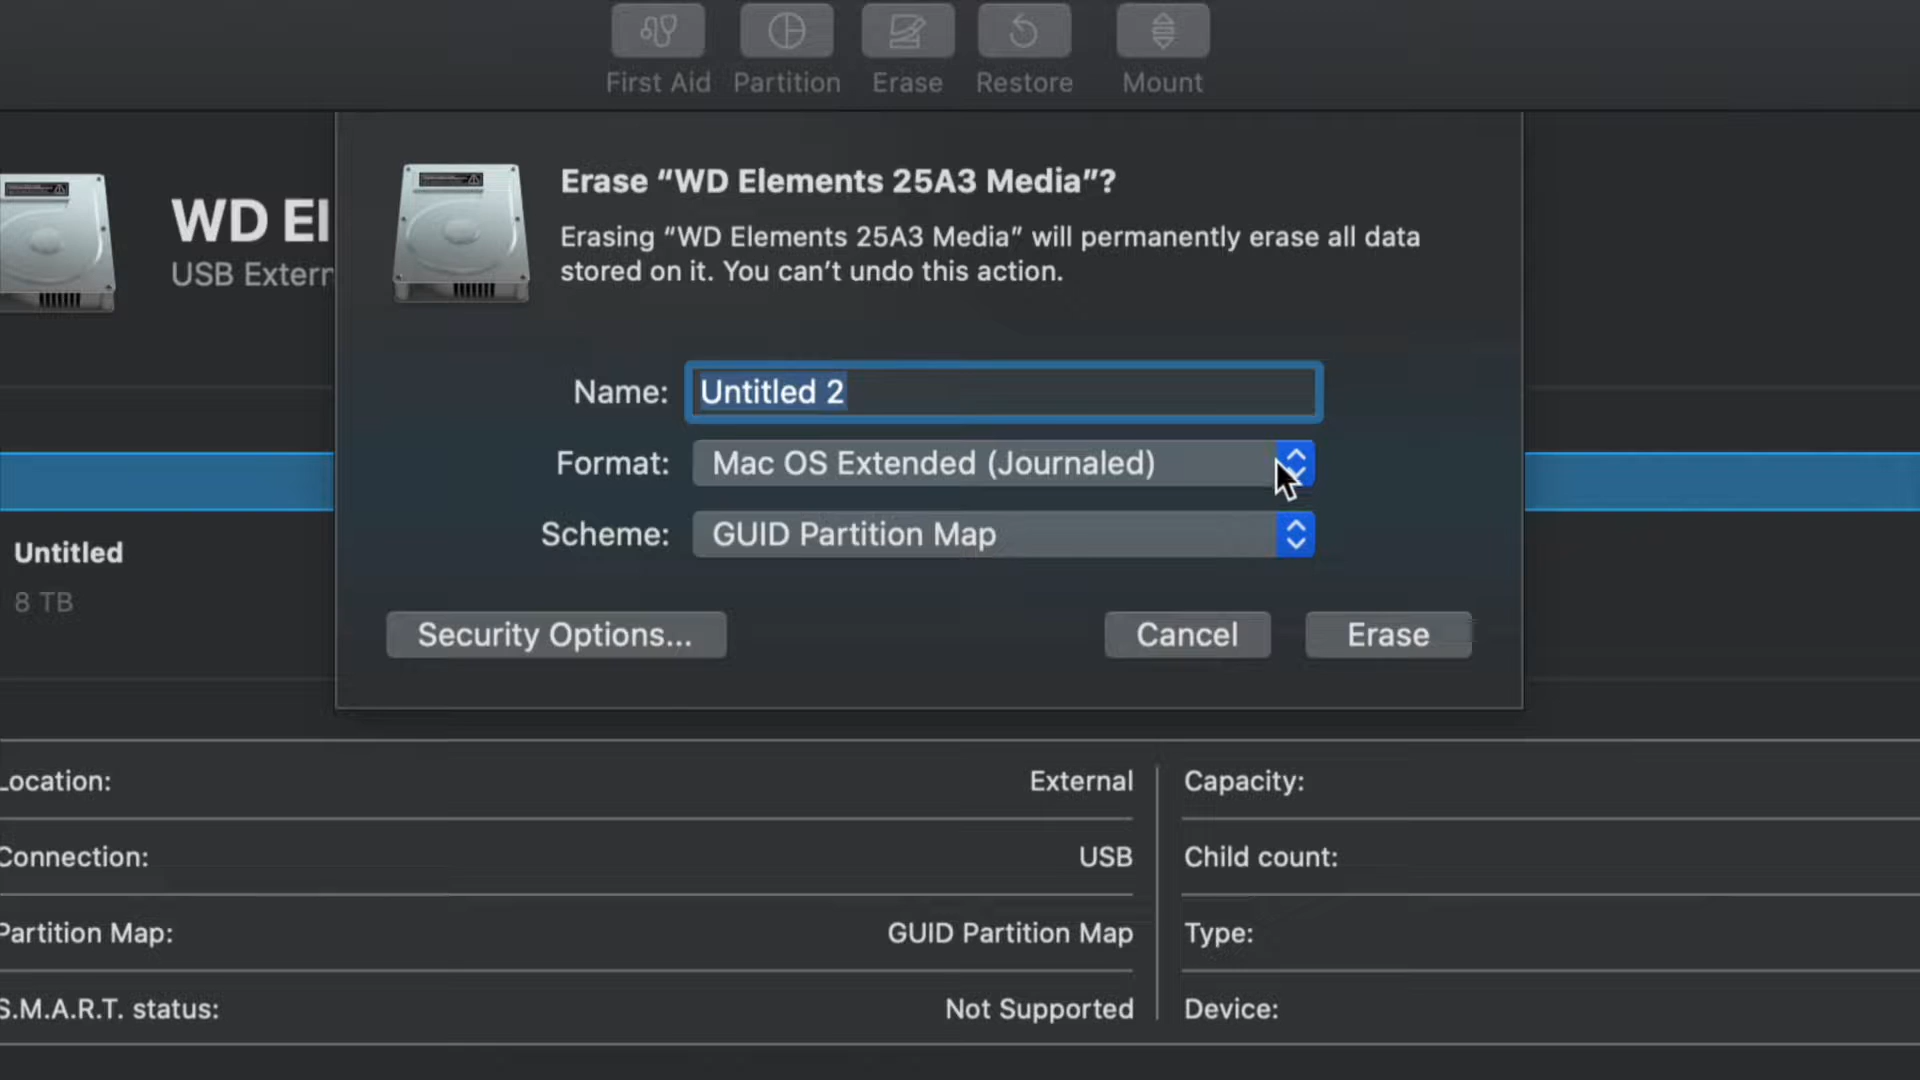 First Aid Partition Erase Restore Mount
WD El
USB Extern
Erase “WD Elements 25A3 Media”?
Erasing “WD Elements 25A3 Media” will permanently erase all data
stored on it. You can’t undo this action.
Name: Untitled 2
Format: Mac OS Extended (Journaled)
Scheme: GUID Partition Map
Untitled
8 TB
Security Options... Cancel Erase
Location: External Capacity:
Connection: USB Child count:
Partition Map: GUID Partition Map Type:
S.M.A.R.T. status: Not Supported Device: